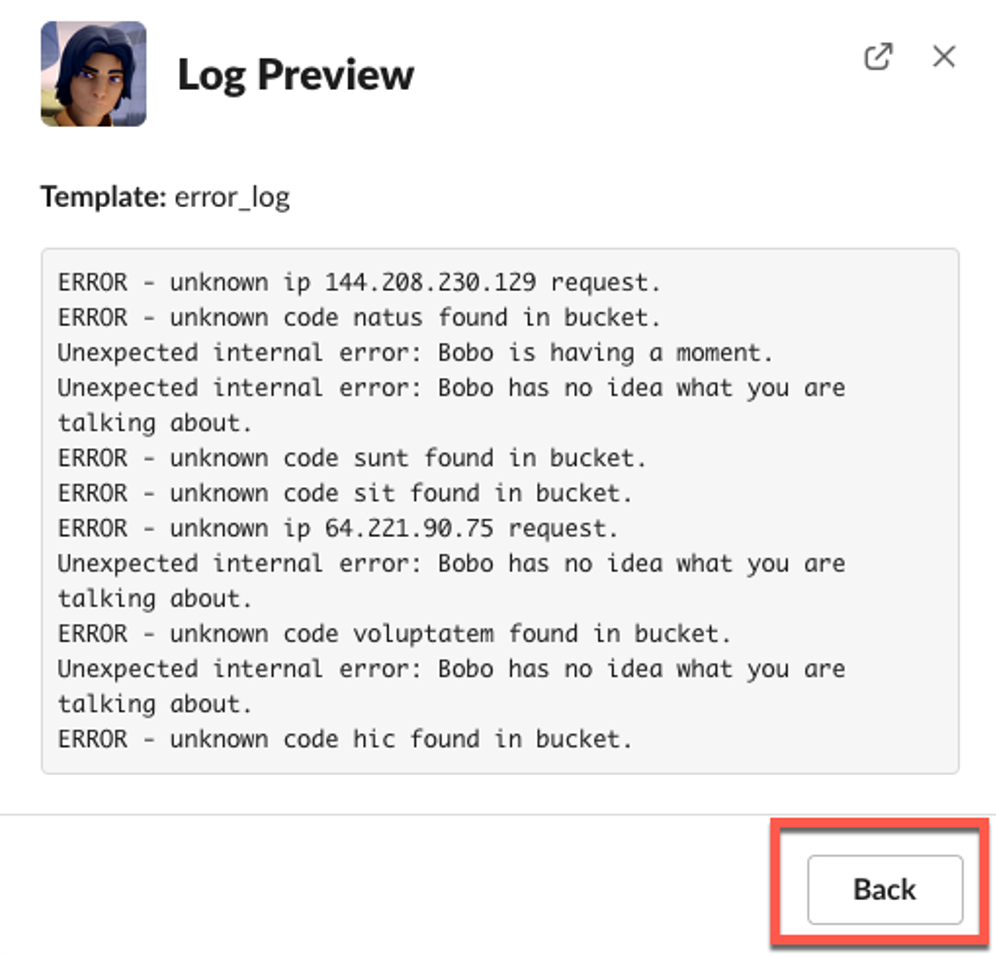 Log Preview
Template: error_log
ERROR - unknown ip 144.208.230.129 request.
ERROR - unknown code natus found in bucket.
Unexpected internal error: Bobo is having a moment.
Unexpected internal error: Bobo has no idea what you are
talking about.
ERROR - unknown code sunt found in bucket.
ERROR - unknown code sit found in bucket.
ERROR - unknown ip 64.221.90.75 request.
Unexpected internal error: Bobo has no idea what you are
talking about.
ERROR - unknown code voluptatem found in bucket.
Unexpected internal error: Bobo has no idea what you are
talking about.
ERROR - unknown code hic found in bucket.
Back